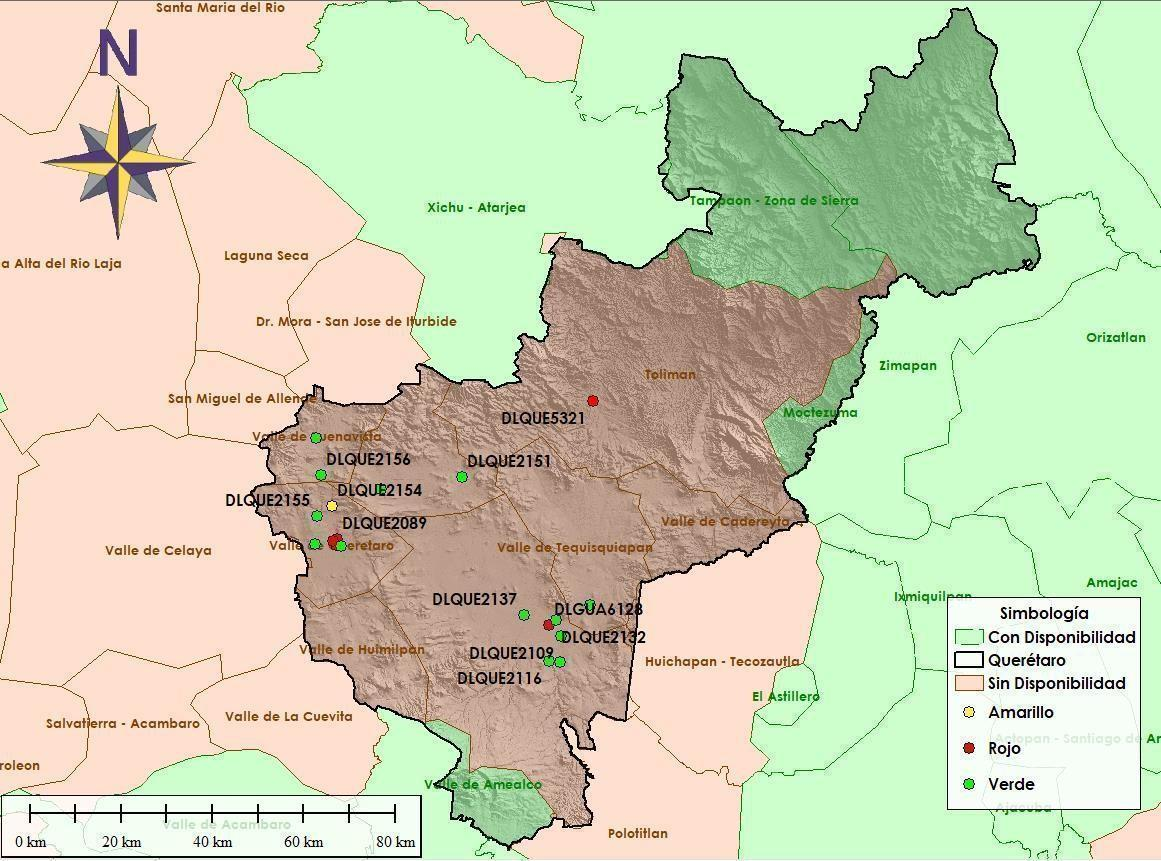 Santa Maria del Rio
N
Xichu - Atarjea
Tampaon - Zona de Sierra
Laguna Seca
a Alta del Rio Laja
Dr. Mora - San Jose de Iturbide
Orizatlan
Zimapan
Toliman
San Miguel de Allende
Moctezuma
DLQUE5321
Valle de Buenavista
DLQUE2156
DLQUE2151
DLQUE2154
DLQUE2155
DLQUE2089
Valle de Cadereyta
Valle de Queretaro
Valle de Celaya
Valle de Tequisquiapan
Amajac
Ixmiquilpan
DLQUE2137
DLGUA6128
DLQUE2132
Valle de Huimilpan
DLQUE2109
Huichapan - Tecozautla
DLQUE2116
El Astillero
Valle de La Cuevita
Salvatierra - Acambaro
roleon
Valle de Amealco
Valle de Acambaro
Polotitlan
Simbología
Con Disponibilidad
Querétaro
Sin Disponibilidad
Amarillo
Rojo
Actopan - Santiago de An
Verde
Ajacuba
0 km 20 km 40 km 60 km 80 km